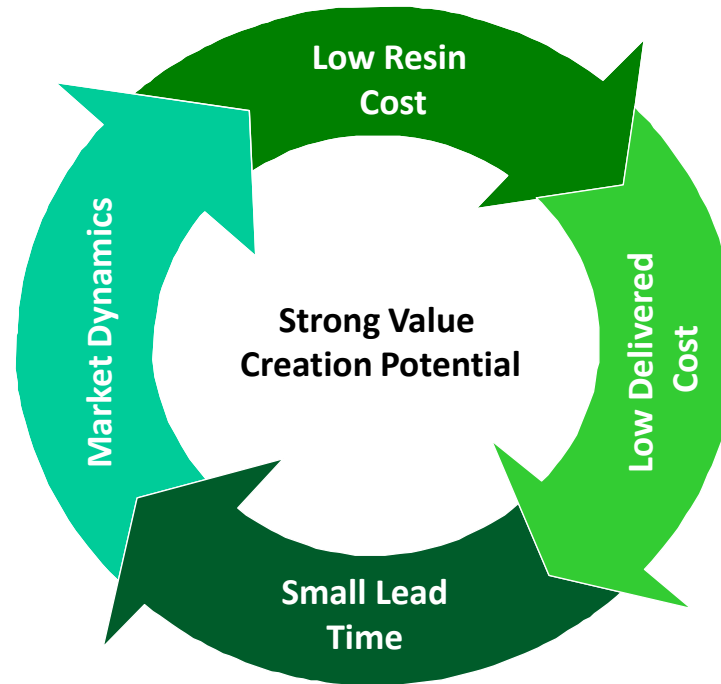 Low Resin
Cost
Low Delivered
Cost
Small Lead
Time
Market Dynamics
Strong Value
Creation Potential